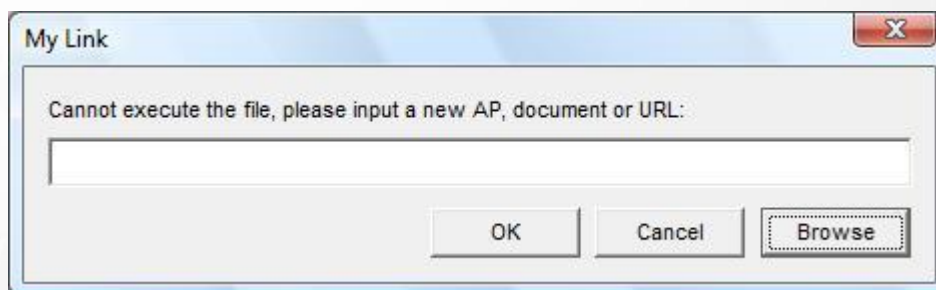 My Link
Cannot execute the file, please input a new AP, document or URL:
OK Cancel Browse